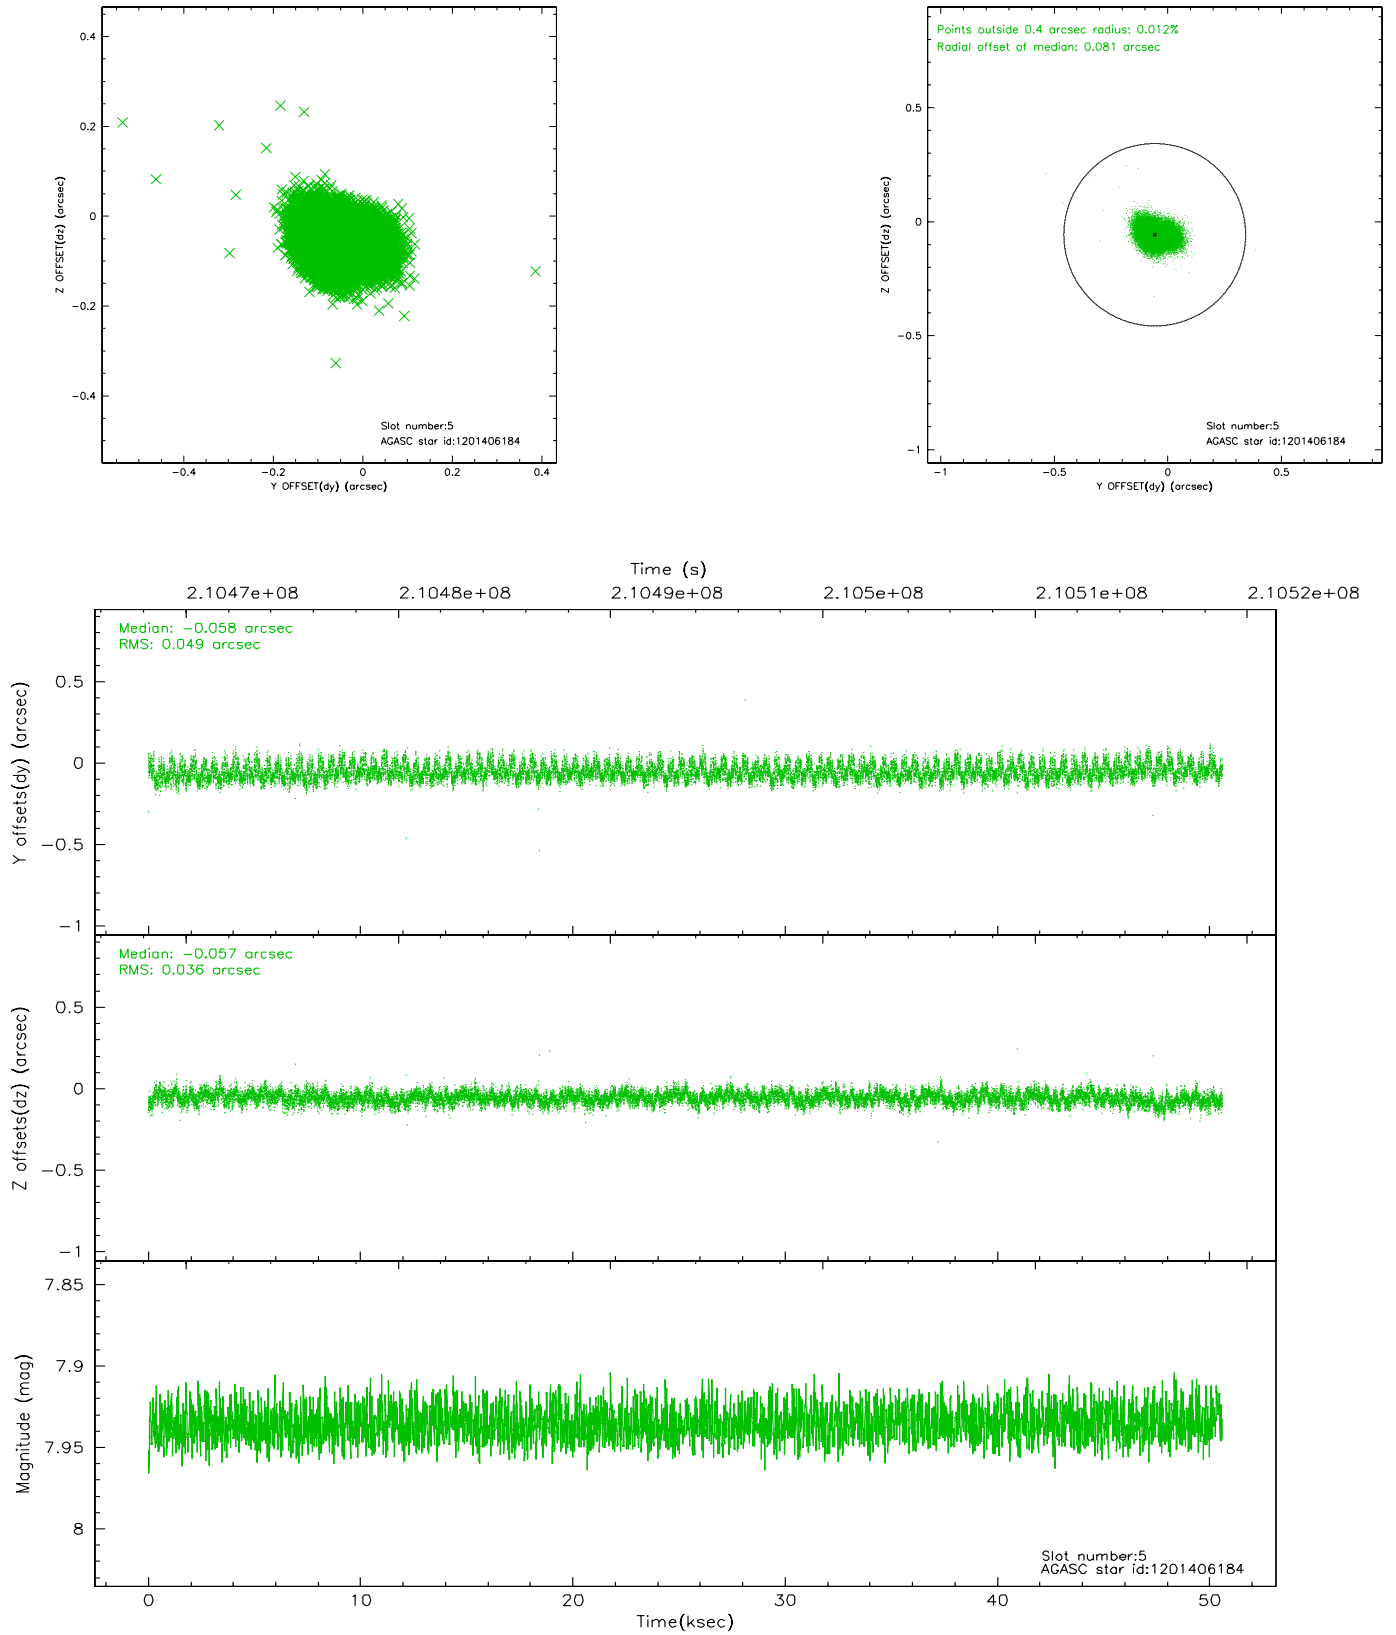 0.4
0.2
0
−0.2
−0.4
Z OFFSET(dz) (arcsec)
−0.4 −0.2 0 0.2 0.4
Y OFFSET(dy) (arcsec)
Slot number:5
AGASC star id:1201406184
Points outside 0.4 arcsec radius: 0.012%
Radial offset of median: 0.081 arcsec
0.5
0
−0.5
−1
Z OFFSET(dz) (arcsec)
−1 −0.5 0 0.5
Y OFFSET(dy) (arcsec)
Slot number:5
AGASC star id:1201406184
Time (s)
2.1047e+08 2.1048e+08 2.1049e+08 2.105e+08 2.1051e+08 2.1052e+08
Median: −0.058 arcsec
RMS: 0.049 arcsec
0.5
0
−0.5
−1
Y offsets(dy) (arcsec)
Median: −0.057 arcsec
RMS: 0.036 arcsec
0.5
0
−0.5
−1
Z offsets(dz) (arcsec)
7.85
7.9
7.95
8
Magnitude (mag)
Slot number:5
AGASC star id:1201406184
0 10 20 30 40 50
Time(ksec)